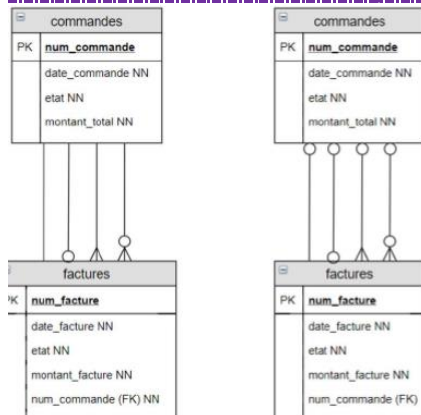 commandes
PK num_commande
date_commande NN
etat NN
montant_total NN
factures
PK num_facture
date_facture NN
etat NN
montant_facture NN
num_commande (FK) NN
commandes
PK num_commande
date_commande NN
etat NN
montant_total NN
factures
PK num_facture
date_facture NN
etat NN
montant_facture NN
num_commande (FK)